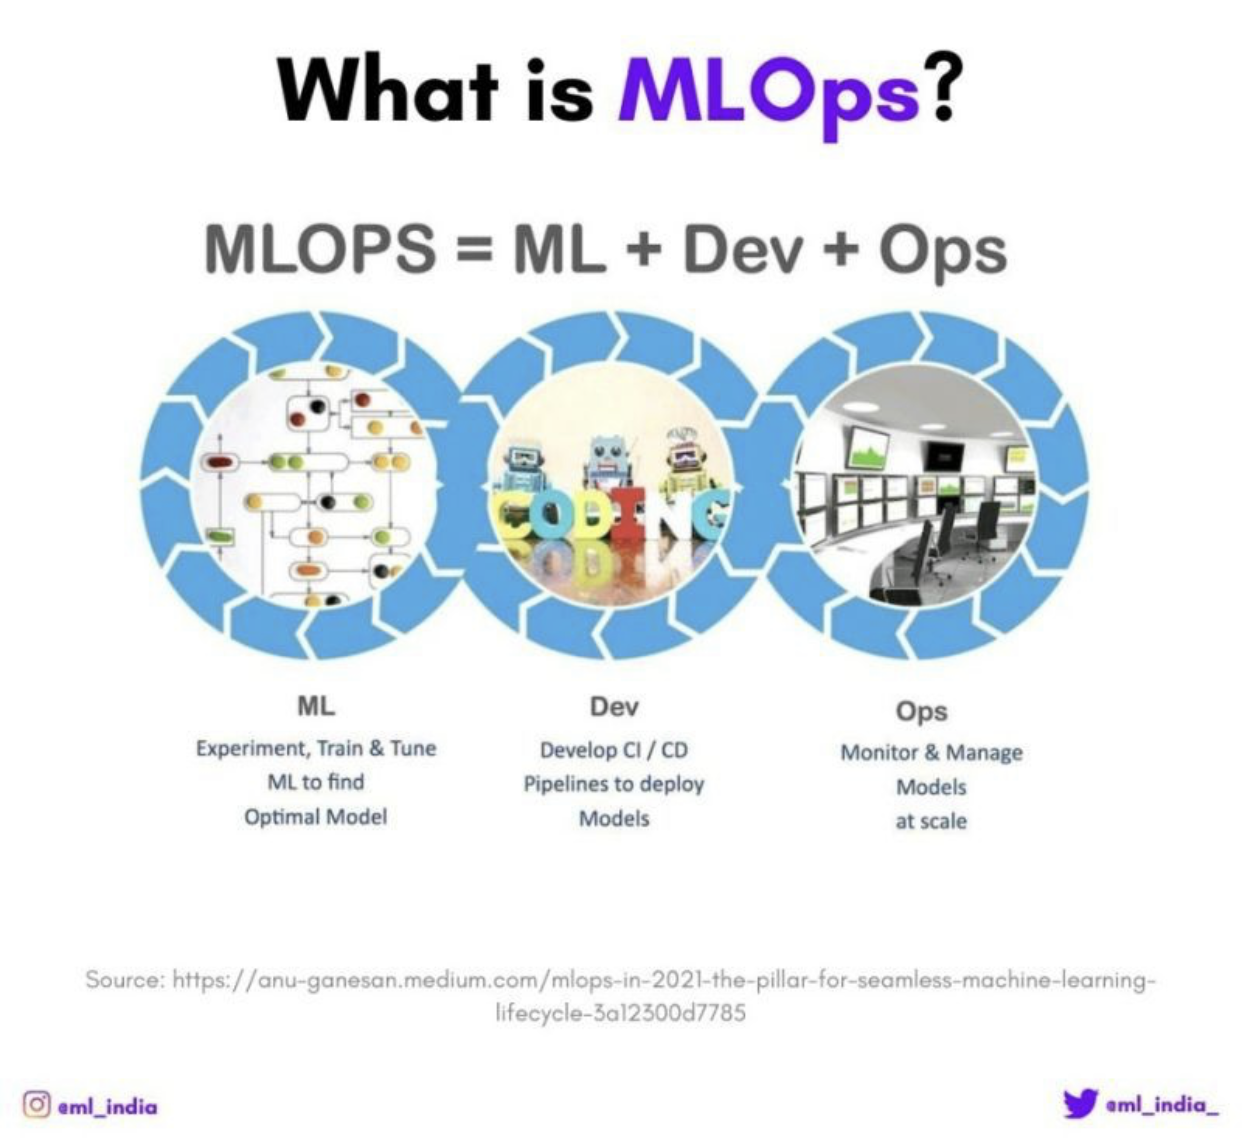 What is MLOps?
MLOPS = ML + Dev + Ops
CODING
ML
Experiment, Train & Tune
ML to find
Optimal Model
Dev
Develop CI / CD
Pipelines to deploy
Models
Ops
Monitor & Manage
Models
at scale
Source: https://anu-ganesan.medium.com/mlops-in-2021-the-pillar-for-seamless-machine-learning-
lifecycle-3a12300d7785
@ml_india
@ml_india_